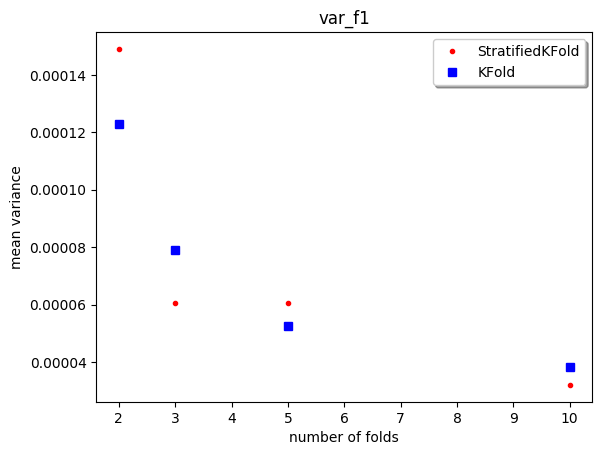 var_f1
StratifiedKFold
KFold
mean variance
0.00014
0.00012
0.00010
0.00008
0.00006
0.00004
2 3 4 5 6 7 8 9 10
number of folds